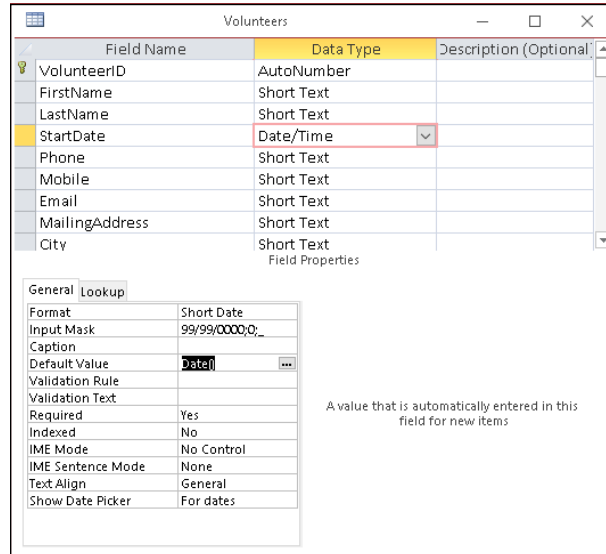 Volunteers
Field Name Data Type Description (Optional)
VolunteerID AutoNumber
FirstName Short Text
LastName Short Text
StartDate Date/Time
Phone Short Text
Mobile Short Text
Email Short Text
MailingAddress Short Text
City Short Text
Field Properties
General Lookup
Format Short Date
Input Mask 99/99/0000;0;_
Caption
Default Value Date() ...
Validation Rule
Validation Text
Required Yes
Indexed No
IME Mode No Control
IME Sentence Mode None
Text Align General
Show Date Picker For dates
A value that is automatically entered in this
field for new items